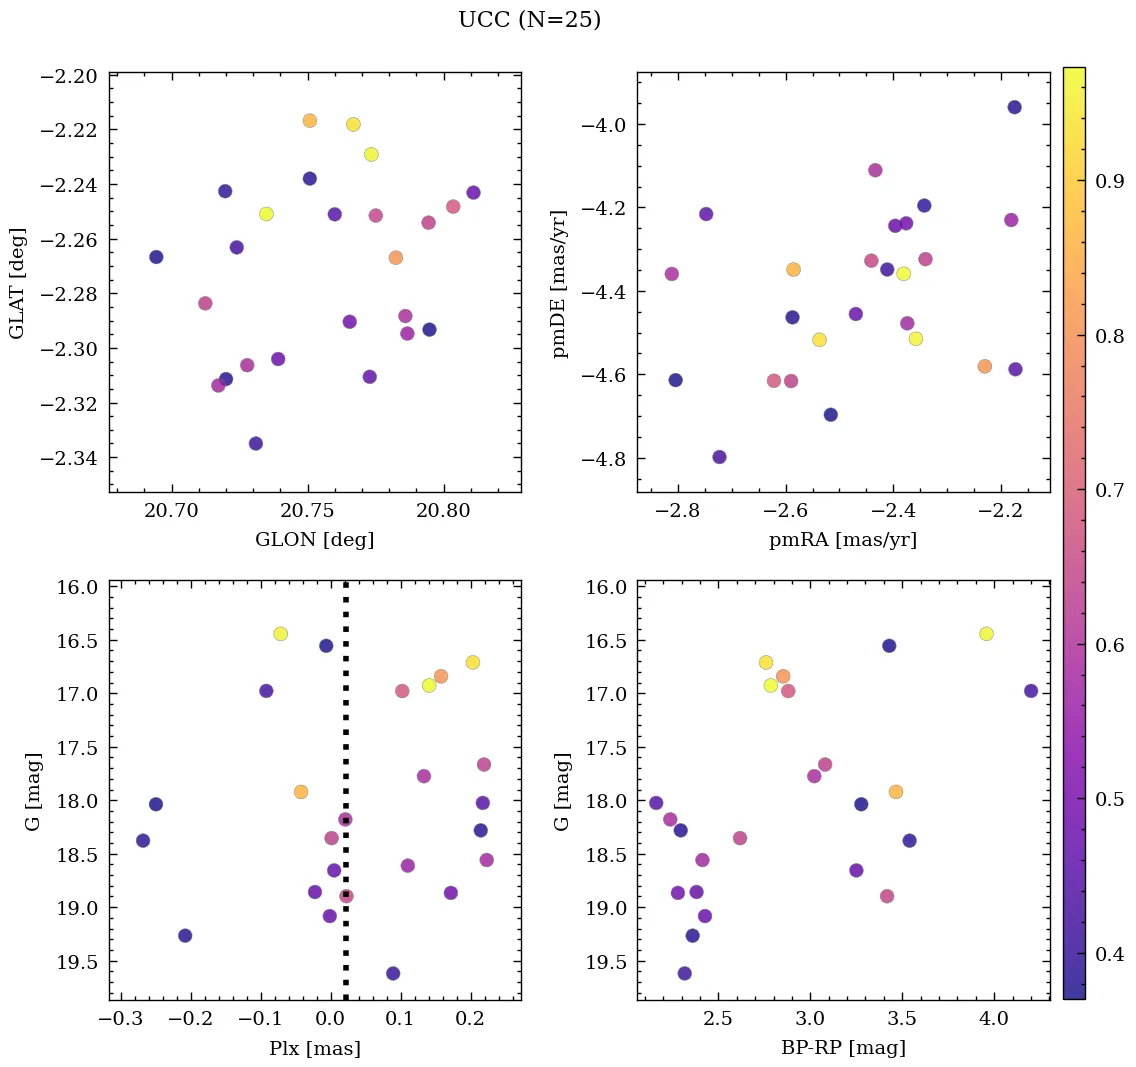 UCC (N=25)
−2.20
−2.22
−2.24
−2.26
−2.28
−2.30
−2.32
−2.34
GLAT [deg]
20.70 20.75 20.80
GLON [deg]
−4.0
−4.2
−4.4
−4.6
−4.8
pmDE [mas/yr]
−2.8 −2.6 −2.4 −2.2
pmRA [mas/yr]
16.0
16.5
17.0
17.5
18.0
18.5
19.0
19.5
G [mag]
−0.3 −0.2 −0.1 0.0 0.1 0.2
Plx [mas]
16.0
16.5
17.0
17.5
18.0
18.5
19.0
19.5
G [mag]
2.5 3.0 3.5 4.0
BP-RP [mag]
0.9
0.8
0.7
0.6
0.5
0.4